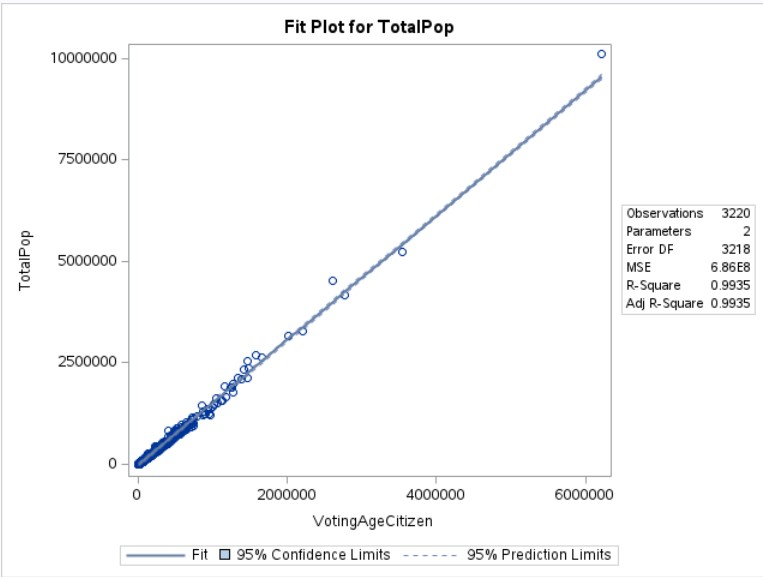 Fit Plot for TotalPop
10000000
7500000
5000000
2500000
0
TotalPop
0 2000000 4000000 6000000
VotingAgeCitizen
Observations 3220
Parameters 2
Error DF 3218
MSE 6.86E8
R-Square 0.9935
Adj R-Square 0.9935
Fit 95% Confidence Limits 95% Prediction Limits